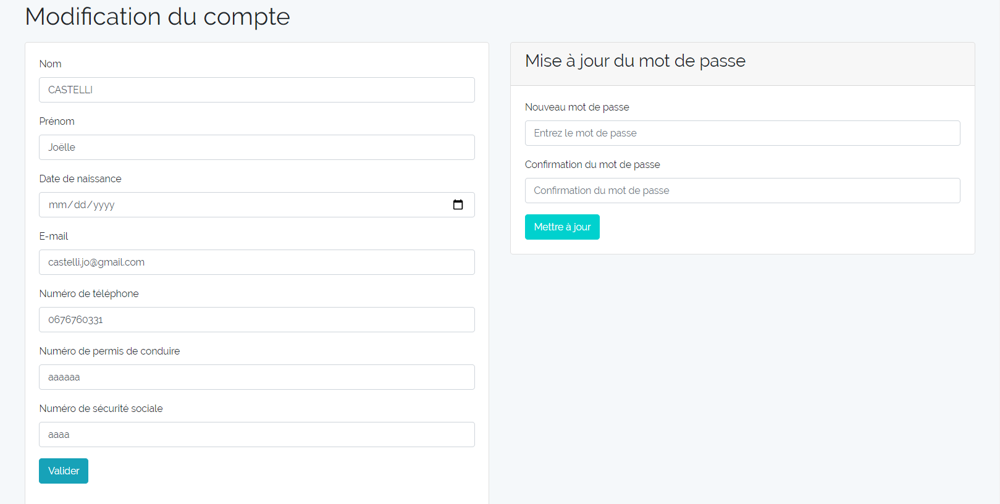 Modification du compte
Nom
CASTELLI
Prénom
Joëlle
Date de naissance
mm/dd/yyyy
E-mail
castelli.jo@gmail.com
Numéro de téléphone
0676760331
Numéro de permis de conduire
aaaaaa
Numéro de sécurité sociale
aaaa
Valider
Mise à jour du mot de passe
Nouveau mot de passe
Entrez le mot de passe
Confirmation du mot de passe
Confirmation du mot de passe
Mettre à jour